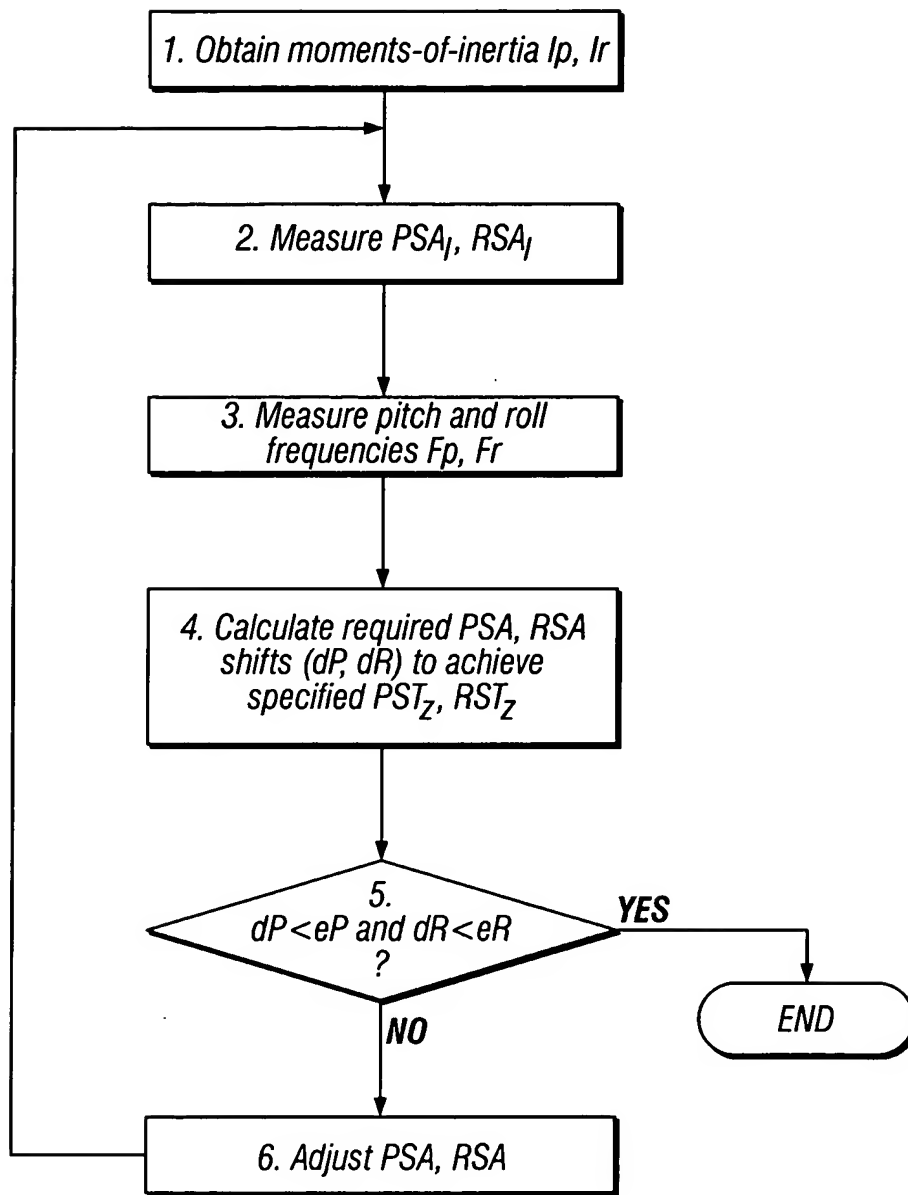 1. Obtain moments-of-inertia Ip, Ir
2. Measure PSA_I, RSA_I
3. Measure pitch and roll
frequencies Fp, Fr
4. Calculate required PSA, RSA
shifts (dP, dR) to achieve
specified PST_Z, RST_Z
5.
dP<eP and dR<eR
?
YES
END
NO
6. Adjust PSA, RSA